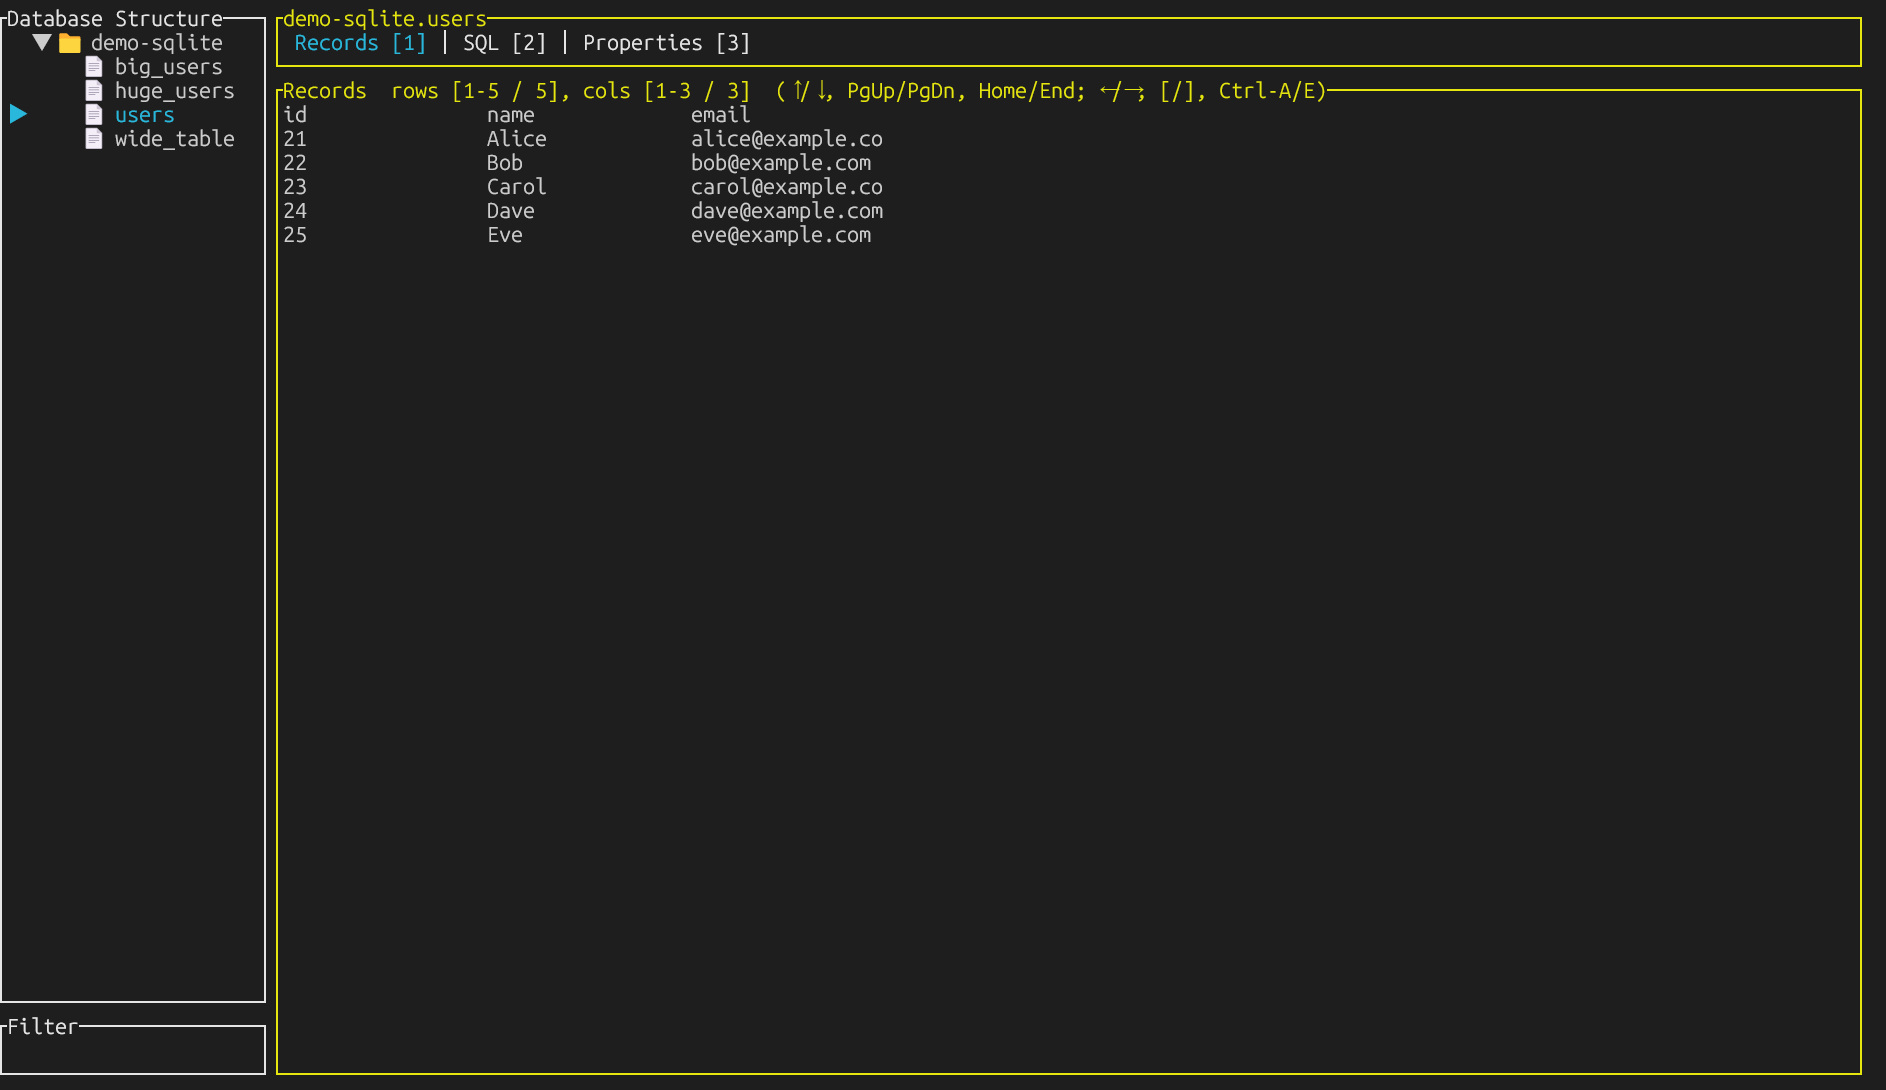 Database Structure
demo-sqlite
big_users
huge_users
users
wide_table
Filter
demo-sqlite.users
Records [1] │ SQL [2] │ Properties [3]
Records  rows [1-5 / 5], cols [1-3 / 3]  (↑/↓, PgUp/PgDn, Home/End; ←/→; [/], Ctrl-A/E)
id name email
21 Alice alice@example.co
22 Bob bob@example.com
23 Carol carol@example.co
24 Dave dave@example.com
25 Eve eve@example.com